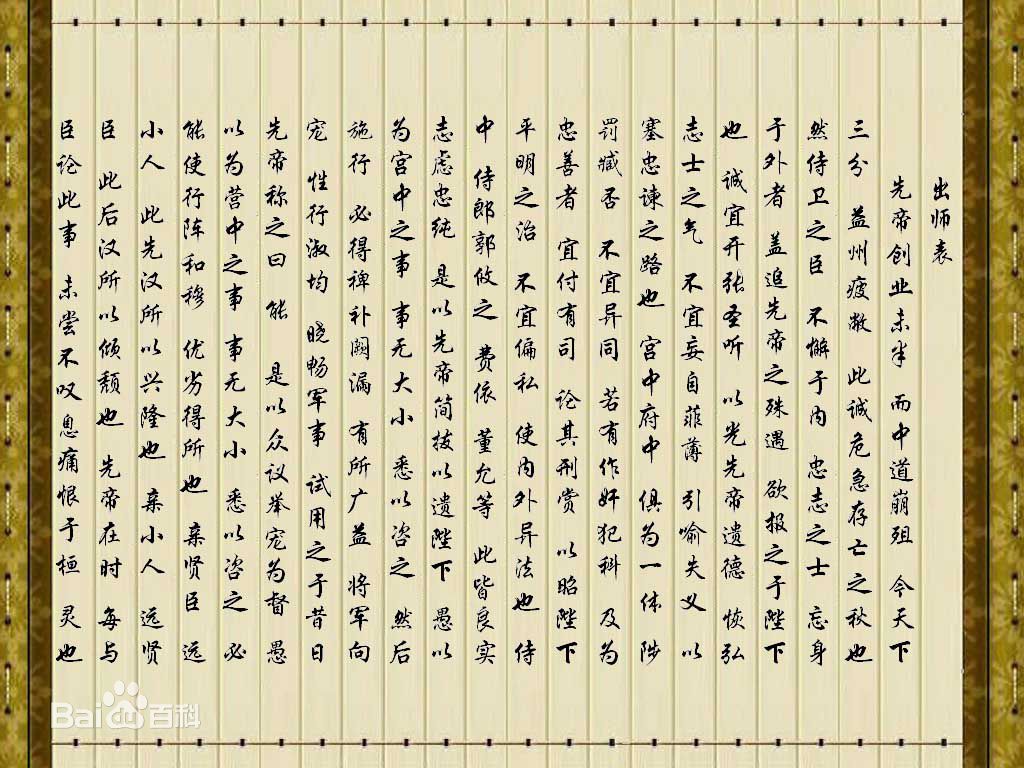 出师表
先帝创业未半 而中道崩殂 今天下
三分 益州疲敝 此诚危急存亡之秋也
然侍卫之臣 不懈于内 忠志之士 忘身
于外者 盖追先帝之殊遇 欲报之于陛下
也 诚宜开张圣听 以光先帝遗德 恢弘
志士之气 不宜妄自菲薄 引喻失义 以
塞忠谏之路也 宫中府中 俱为一体 陟
罚臧否 不宜异同 若有作奸犯科 及为
忠善者 宜付有司 论其刑赏 以昭陛下
平明之治 不宜偏私 使内外异法也 侍
中 侍郎郭攸之 费依 董允等 此皆良实
志虑忠纯 是以先帝简拔以遗陛下 愚以
为宫中之事 事无大小 悉以咨之 然后
施行 必得裨补阙漏 有所广益 将军向
宠 性行淑均 晓畅军事 试用之于昔日
先帝称之曰 能 是以众议举宠为督 愚
以为营中之事 事无大小 悉以咨之 必
能使行阵和穆 优劣得所也 亲贤臣 远
小人 此先汉所以兴隆也 亲小人 远贤
臣 此后汉所以倾颓也 先帝在时 每与
臣论此事 未尝不叹息痛恨于桓 灵也
Baidu百科